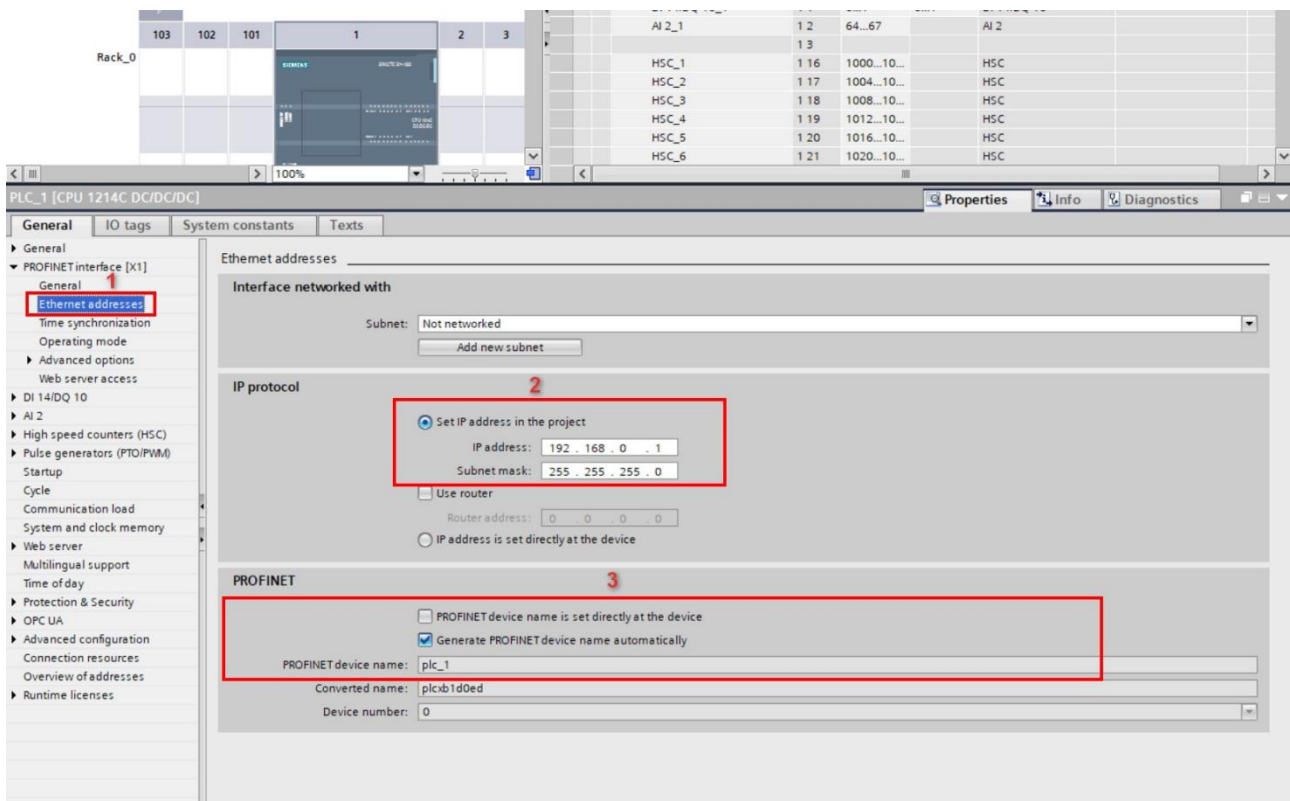 103 102 101 1 2 3
Rack_0
SIEMENS
AI 2_1 1 2 64...67 AI 2
1 3
HSC_1 1 16 1000...10... HSC
HSC_2 1 17 1004...10... HSC
HSC_3 1 18 1008...10... HSC
HSC_4 1 19 1012...10... HSC
HSC_5 1 20 1016...10... HSC
HSC_6 1 21 1020...10... HSC
100%
PLC_1 [CPU 1214C DC/DC/DC]
Properties Info Diagnostics
General IO tags System constants Texts
General
PROFINET interface [X1]
General
1
Ethernet addresses
Time synchronization
Operating mode
Advanced options
Web server access
DI 14/DQ 10
AI 2
High speed counters (HSC)
Pulse generators (PTO/PWM)
Startup
Cycle
Communication load
System and clock memory
Web server
Multilingual support
Time of day
Protection & Security
OPC UA
Advanced configuration
Connection resources
Overview of addresses
Runtime licenses
Ethernet addresses
Interface networked with
Subnet: Not networked
Add new subnet
IP protocol
2
Set IP address in the project
IP address: 192 . 168 . 0 . 1
Subnet mask: 255 . 255 . 255 . 0
Use router
Router address: 0 . 0 . 0 . 0
IP address is set directly at the device
PROFINET
3
PROFINET device name is set directly at the device
Generate PROFINET device name automatically
PROFINET device name: plc_1
Converted name: plcxb1d0ed
Device number: 0